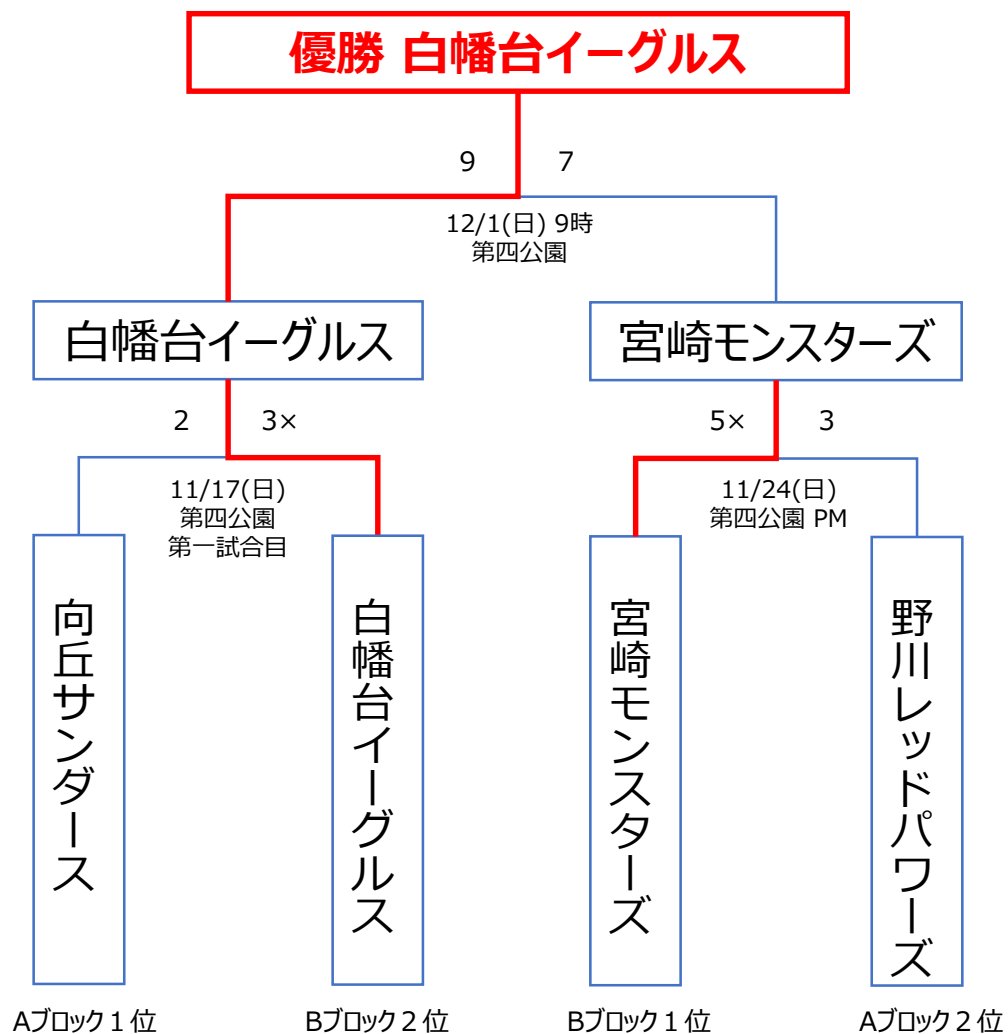 優勝 白幡台イーグルス
9 7
12/1(日) 9時
第四公園
白幡台イーグルス
宮崎モンスターズ
2 3×
5× 3
11/17(日)
第四公園
第一試合目
11/24(日)
第四公園 PM
向丘サンダース
白幡台イーグルス
宮崎モンスターズ
野川レッドパワーズ
Aブロック１位
Bブロック２位
Bブロック１位
Aブロック２位